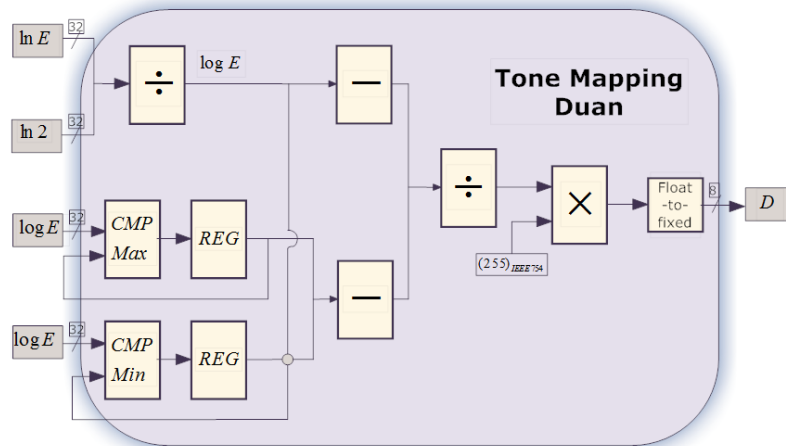 ln E
32
ln 2
32
÷
log E
—
Tone Mapping
Duan
÷
×
Float
-to-
fixed
8
D
(255)IEEE754
log E
32
CMP
Max
REG
—
log E
32
CMP
Min
REG